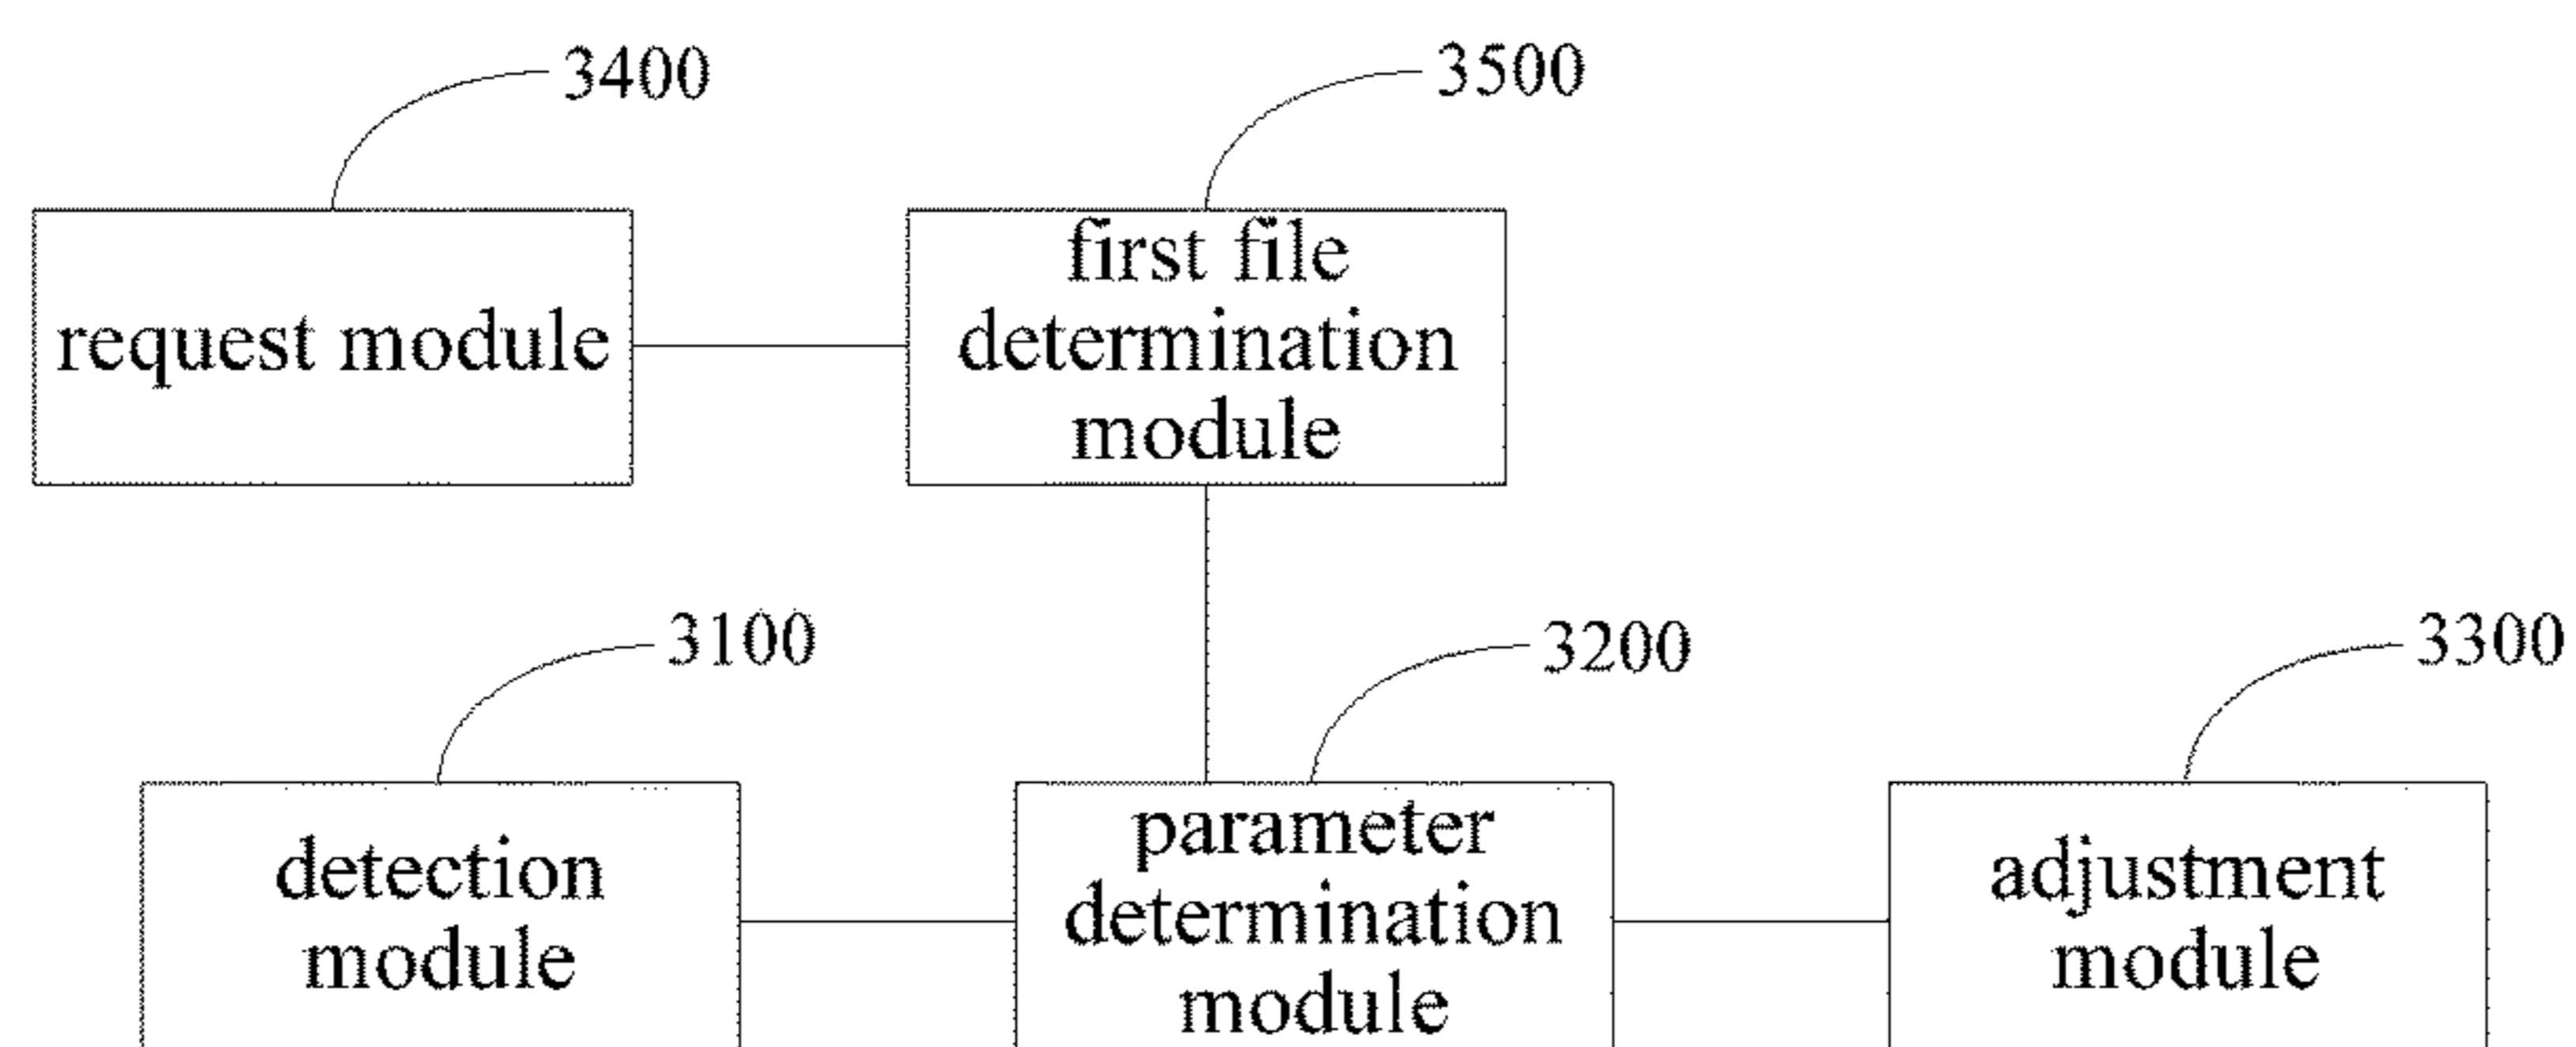 3400
3500
request module
first file
determination
module
3100
3200
3300
detection
module
parameter
determination
module
adjustment
module